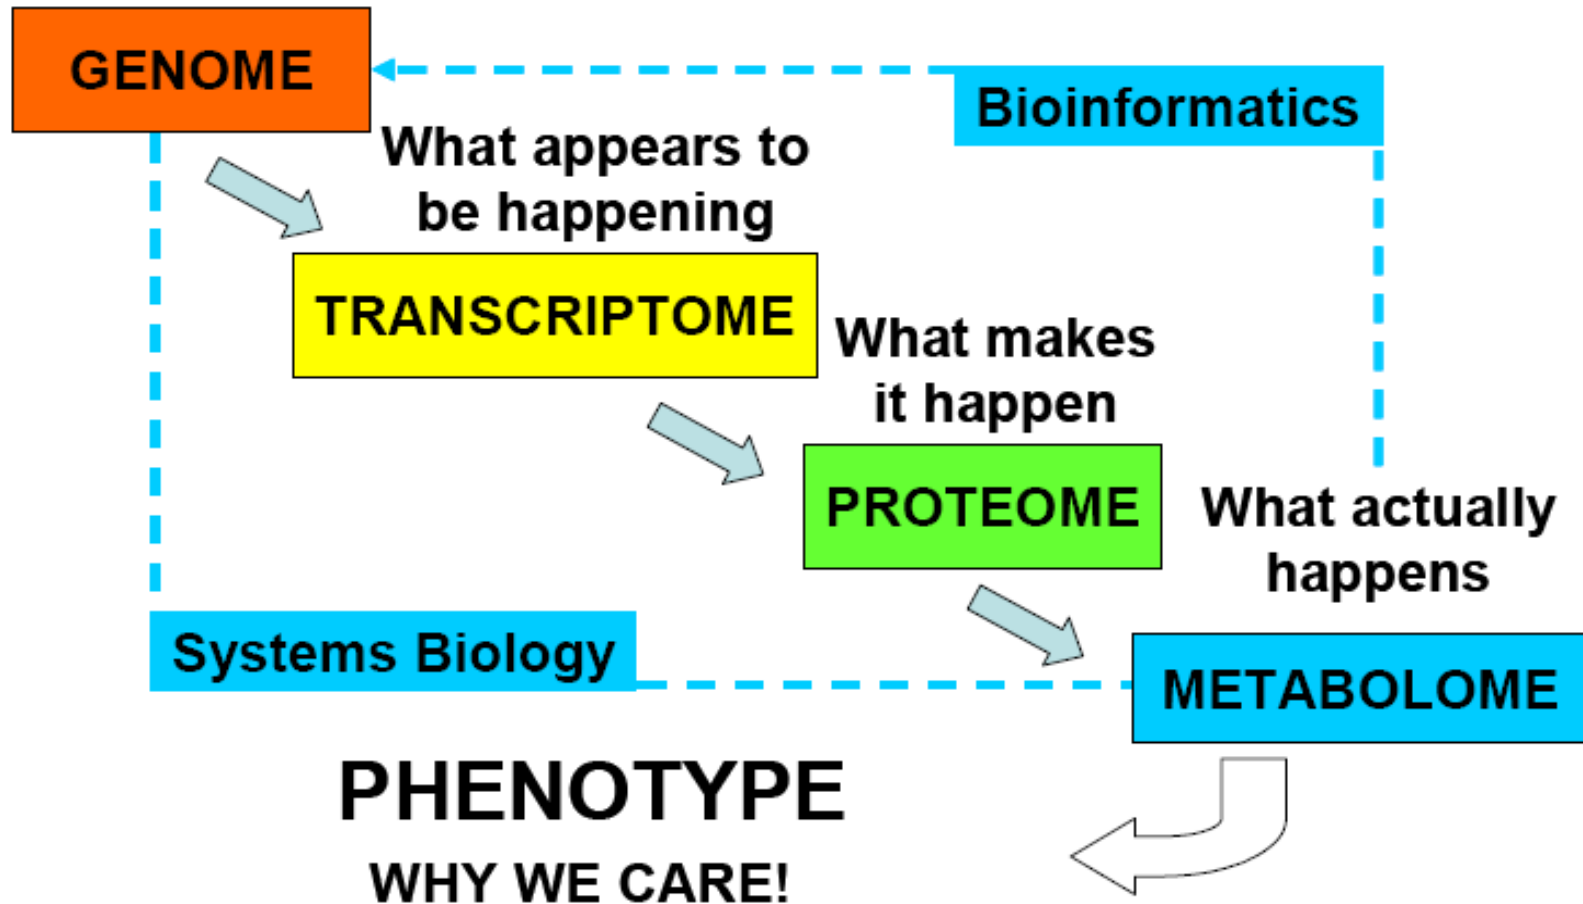 GENOME
Bioinformatics
What appears to
be happening
TRANSCRIPTOME
What makes
it happen
PROTEOME
What actually
happens
Systems Biology
METABOLOME
PHENOTYPE
WHY WE CARE!